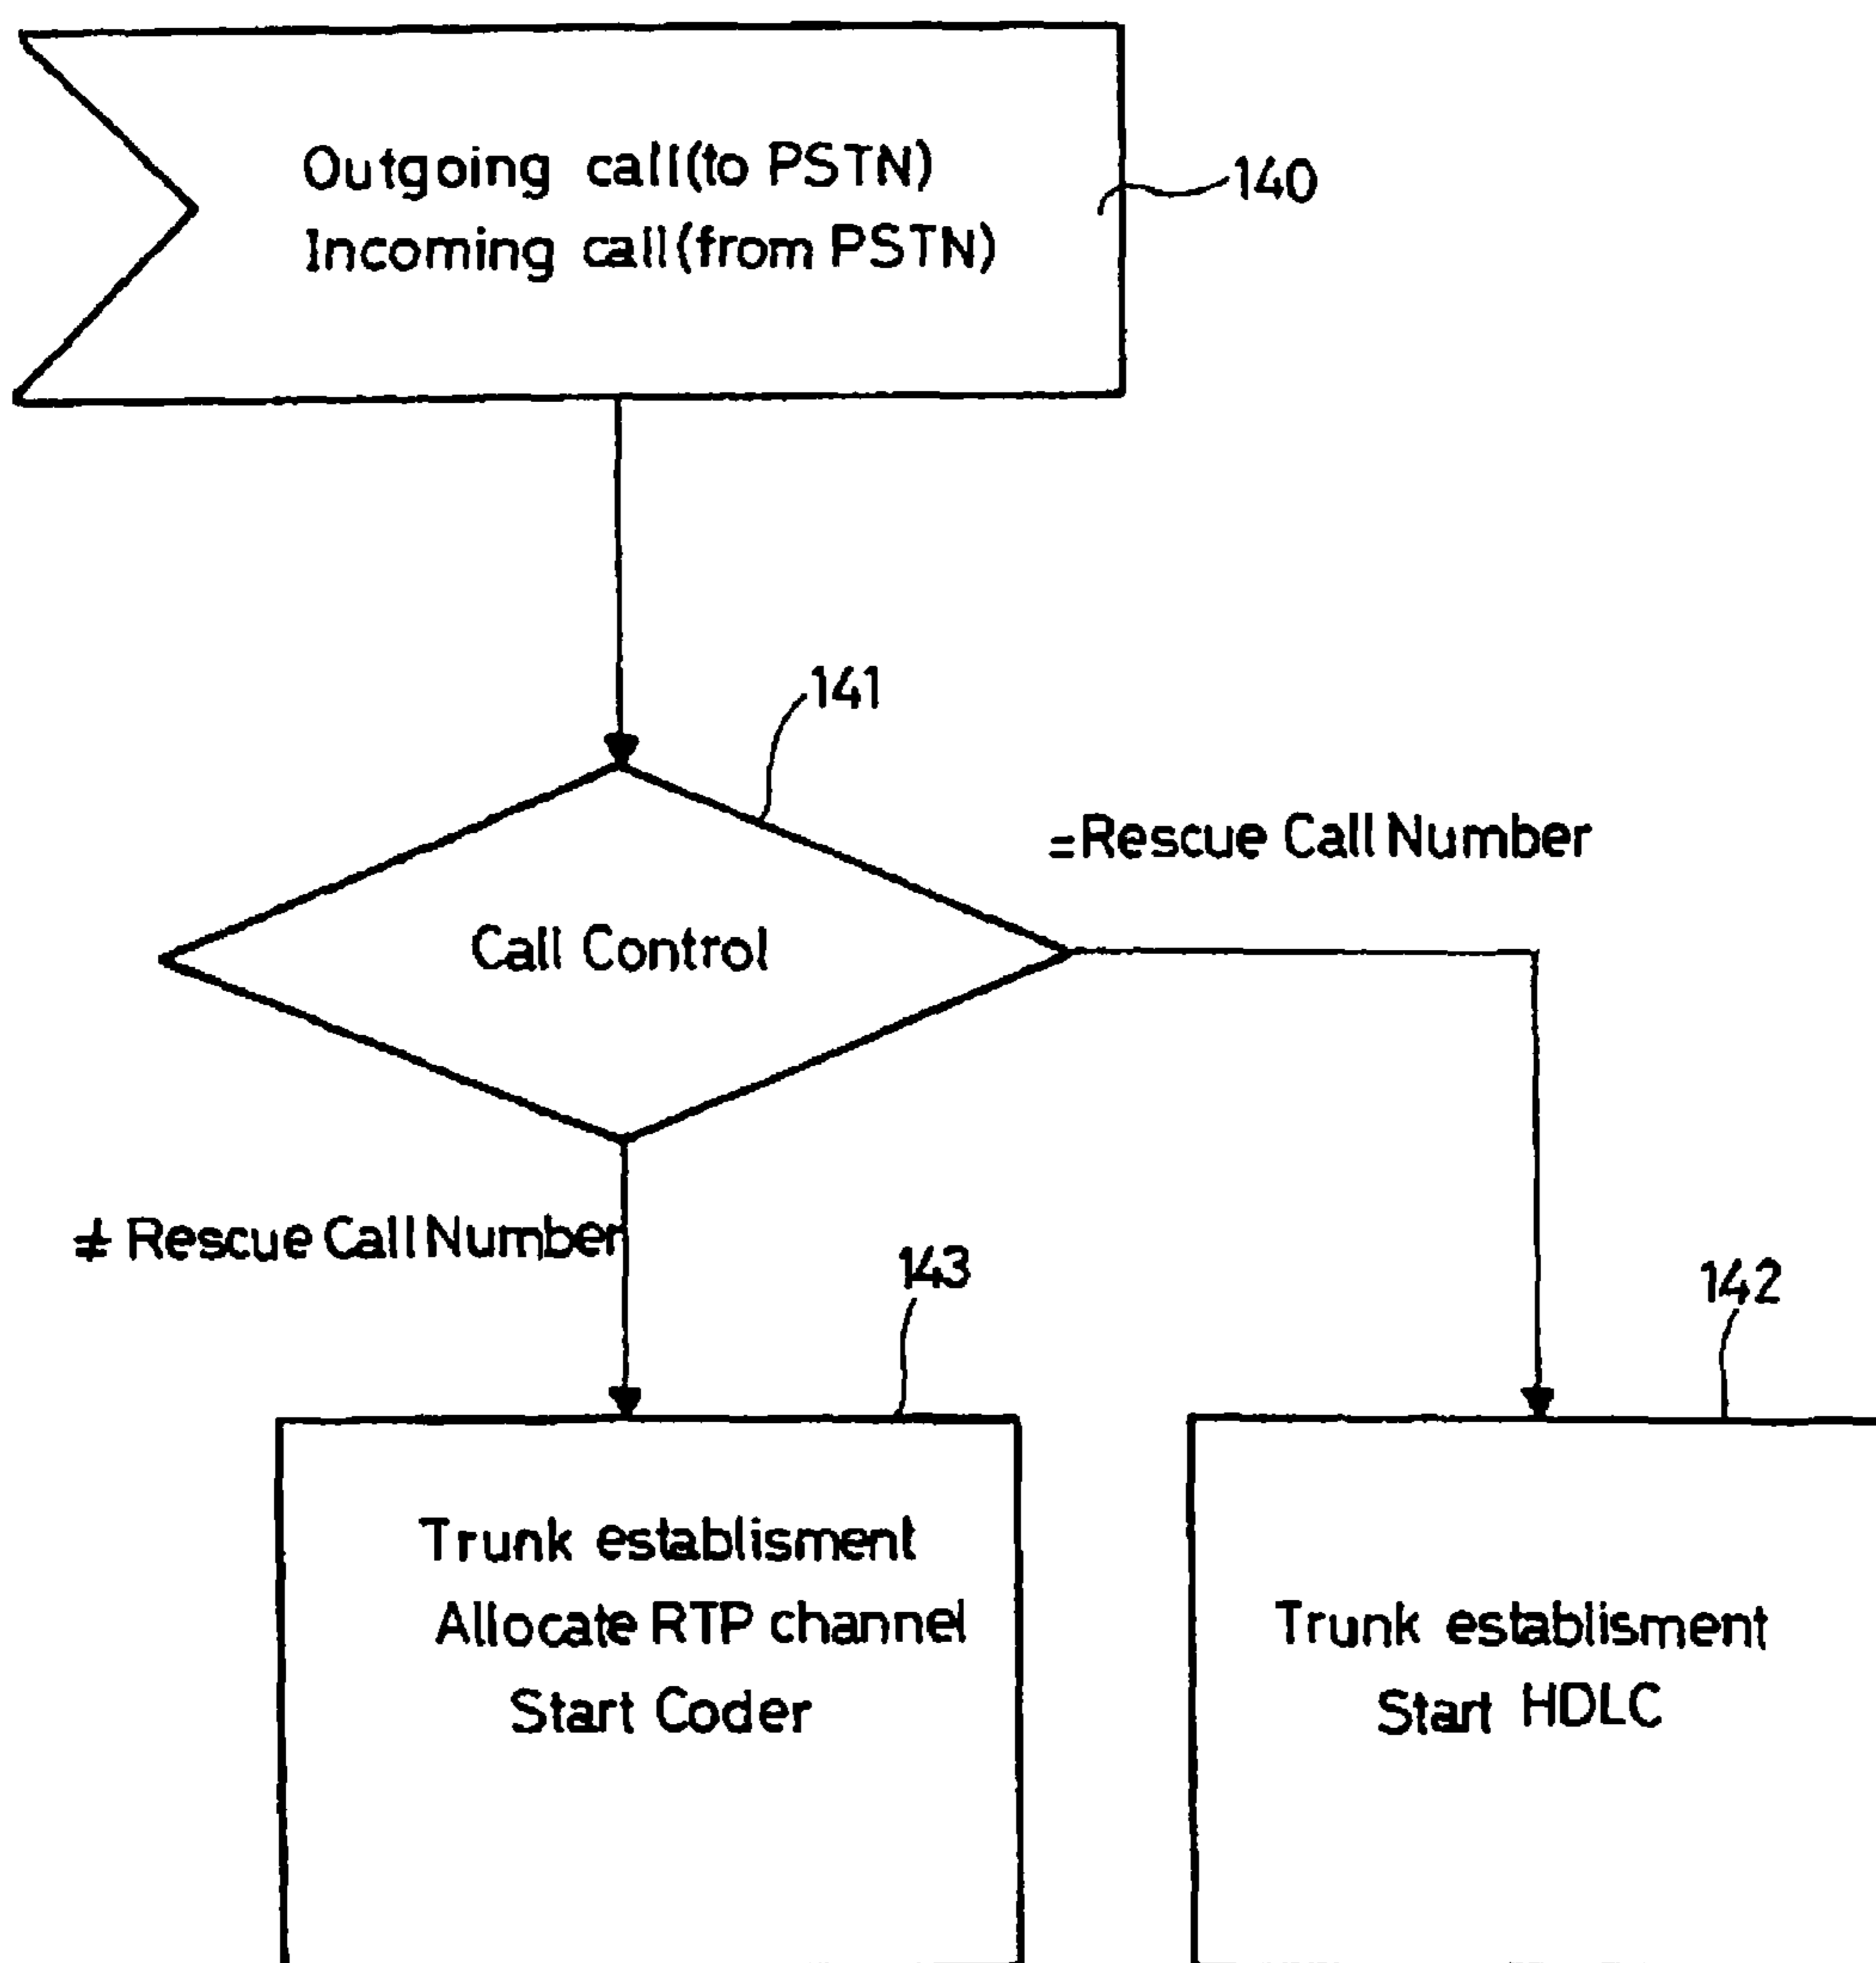 Outgoing call(to PSTN)
Incoming call(from PSTN)
140
141
=Rescue Call Number
Call Control
≠ Rescue Call Number
143
142
Trunk establisment
Allocate RTP channel
Start Coder
Trunk establisment
Start HDLC